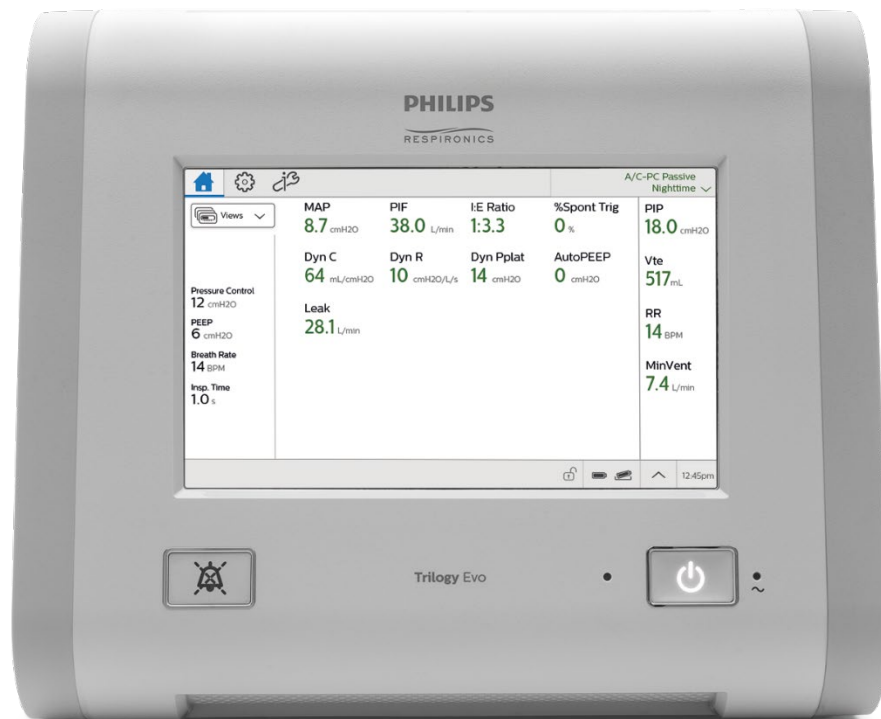 PHILIPS
RESPIRONICS
A/C-PC Passive
Nighttime
Views
Pressure Control
12 cmH2O
PEEP
6 cmH2O
Breath Rate
14 BPM
Insp. Time
1.0 s
MAP PIF I:E Ratio %Spont Trig
8.7 cmH2O 38.0 L/min 1:3.3 0 %
Dyn C Dyn R Dyn Pplat AutoPEEP
64 mL/cmH2O 10 cmH2O/L/s 14 cmH2O 0 cmH2O
Leak
28.1 L/min
PIP
18.0 cmH2O
Vte
517 mL
RR
14 BPM
MinVent
7.4 L/min
12:45pm
Trilogy Evo